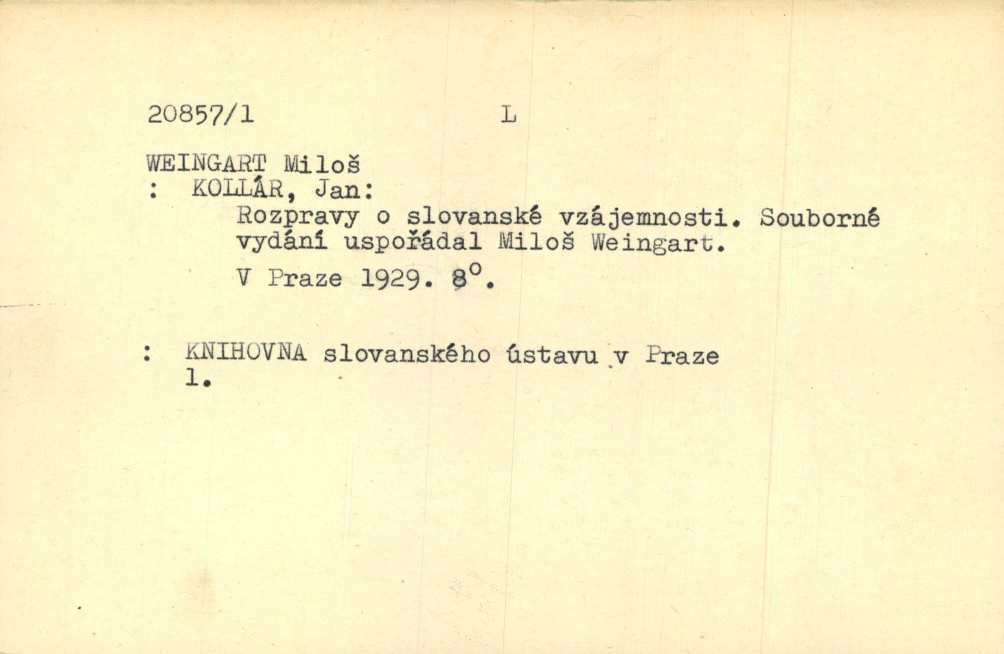 20857/1 L
WEINGART Miloš
: KOLLÁR, Jan:
Rozpravy o slovanské vzájemnosti. Souborné
vydání uspořádal Miloš Weingart.
V Praze 1929. 8°.
: KNIHOVNA slovanského ústavu v Praze
1.